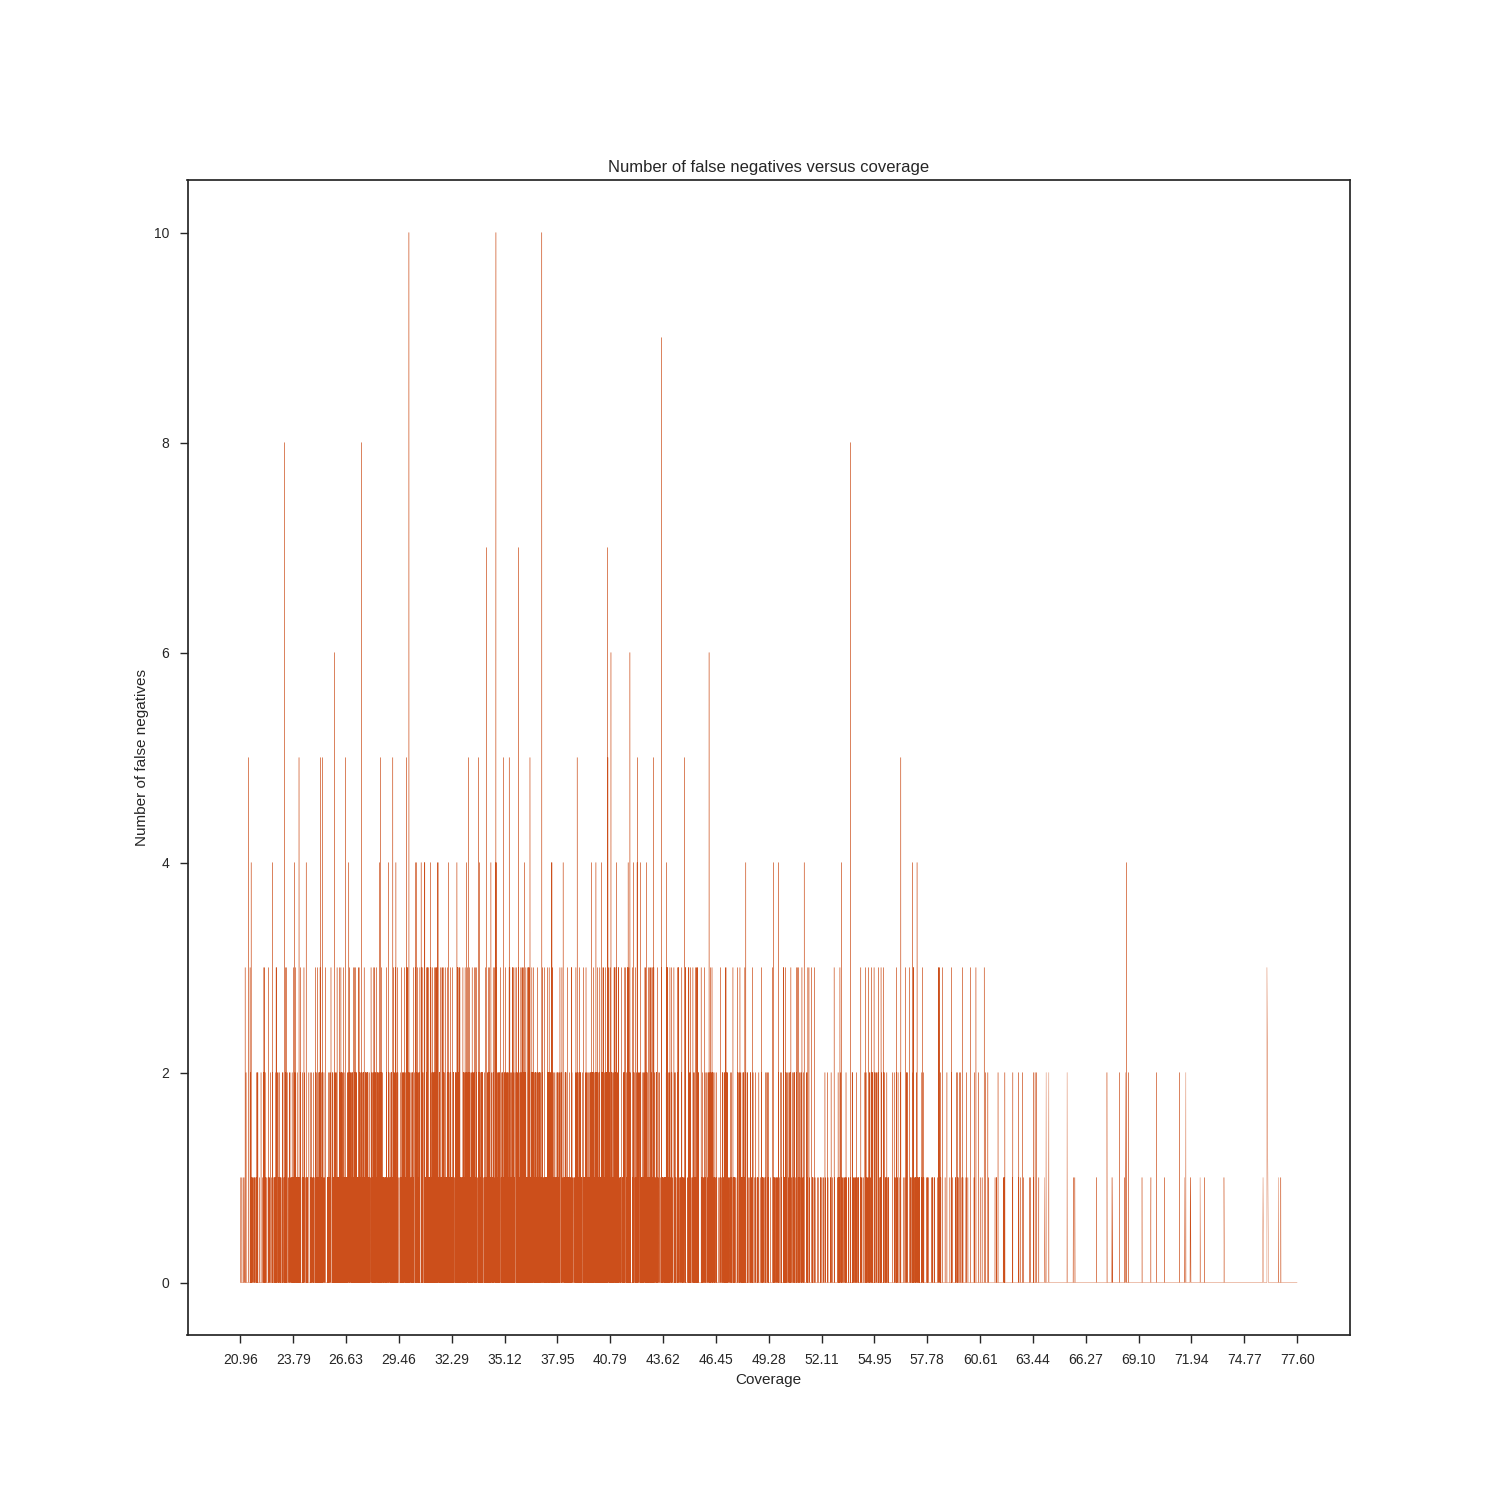 Number of false negatives versus coverage
10
8
6
4
2
0
Number of false negatives
20.96 23.79 26.63 29.46 32.29 35.12 37.95 40.79 43.62 46.45 49.28 52.11 54.95 57.78 60.61 63.44 66.27 69.10 71.94 74.77 77.60
Coverage